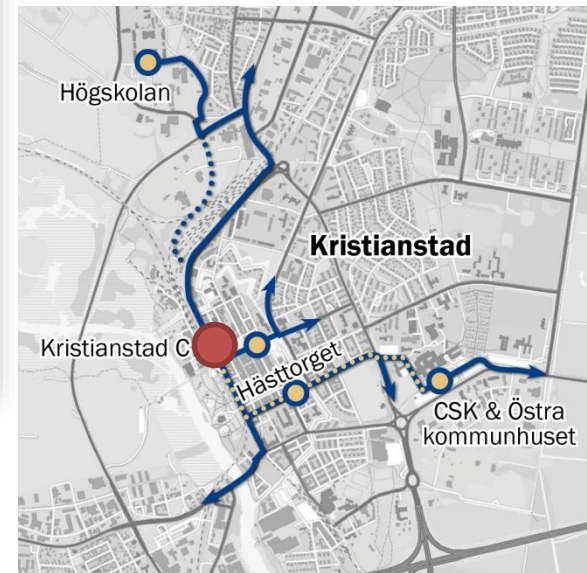 Högskolan
Kristianstad
Kristianstad C
Hästtorget
CSK & Östra
kommunhuset